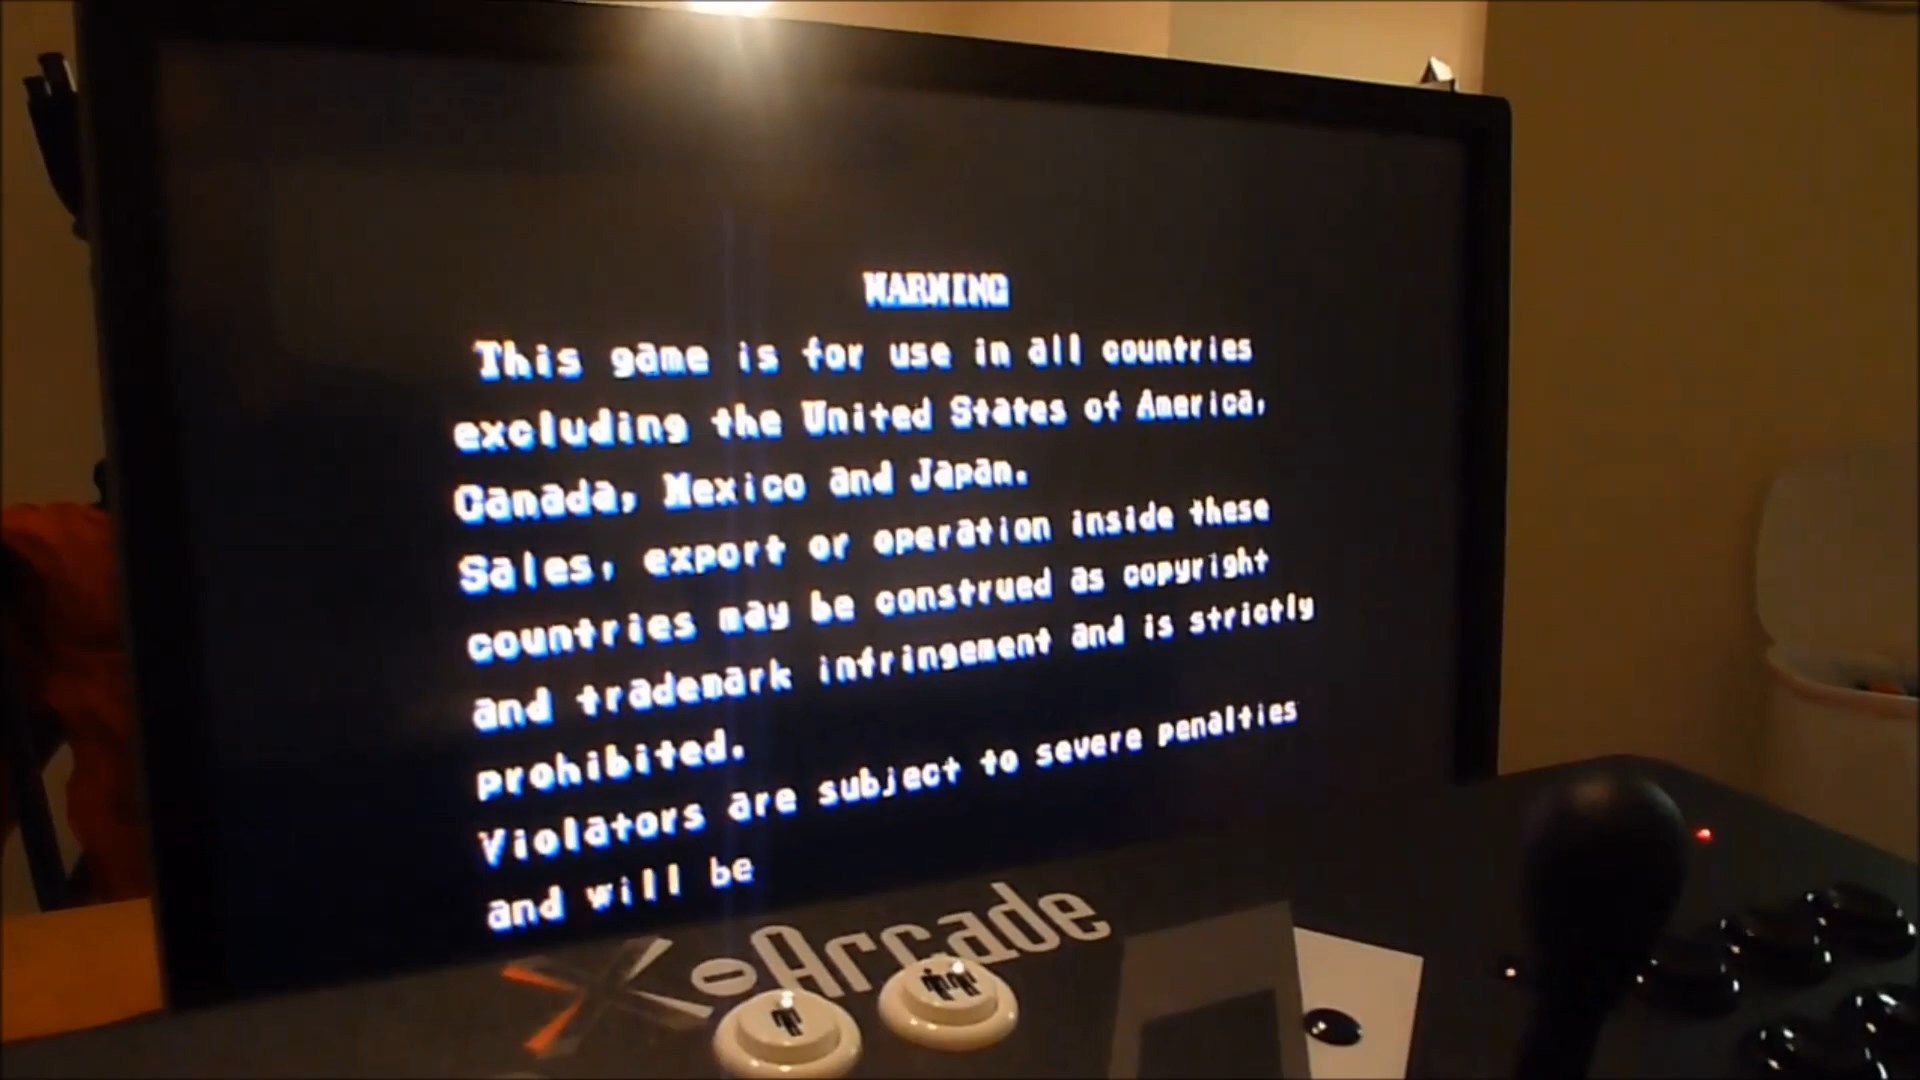 WARNING
This game is for use in all countries
excluding the United States of America,
Canada, Mexico and Japan.
Sales, export or operation inside these
countries may be construed as copyright
and trademark infringement and is strictly
prohibited.
Violators are subject to severe penalties
and will be
X-Arcade